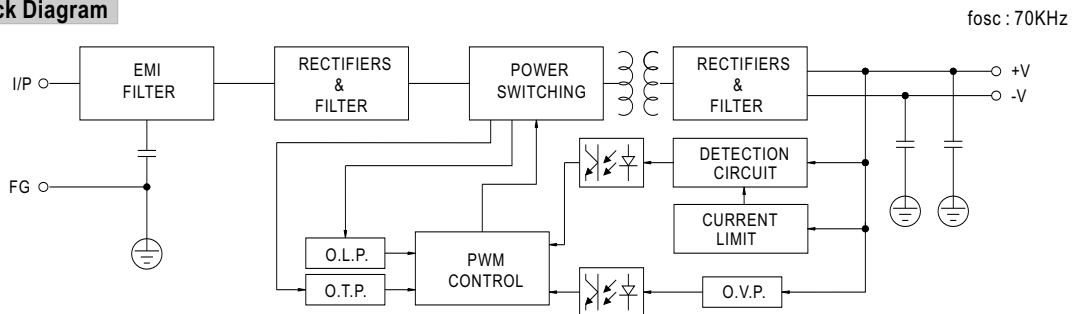 ck Diagram
fosc : 70KHz
I/P
EMI
FILTER
RECTIFIERS
&
FILTER
POWER
SWITCHING
RECTIFIERS
&
FILTER
+V
-V
DETECTION
CIRCUIT
FG
CURRENT
LIMIT
O.L.P.
PWM
CONTROL
O.T.P.
O.V.P.